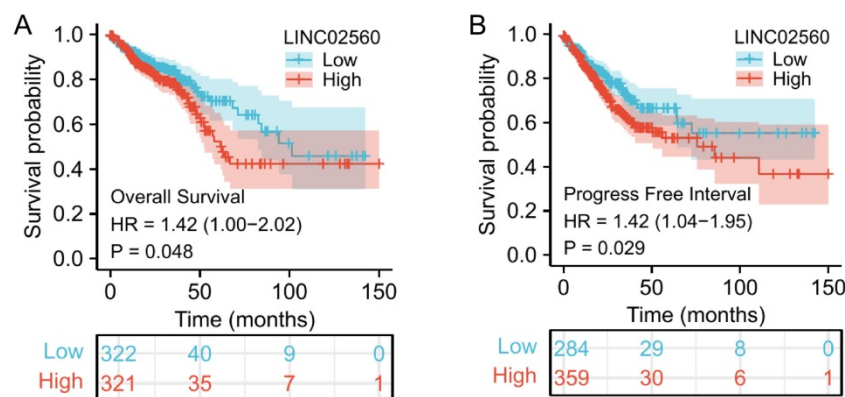 A
LINC02560
Low
High
Survival probability
1.0
0.8
0.6
0.4
0.2
0.0
Overall Survival
HR = 1.42 (1.00−2.02)
P = 0.048
0 50 100 150
Time (months)
Low 322 40 9 0
High 321 35 7 1
B
LINC02560
Low
High
Survival probability
1.0
0.8
0.6
0.4
0.2
0.0
Progress Free Interval
HR = 1.42 (1.04−1.95)
P = 0.029
0 50 100 150
Time (months)
Low 284 29 8 0
High 359 30 6 1